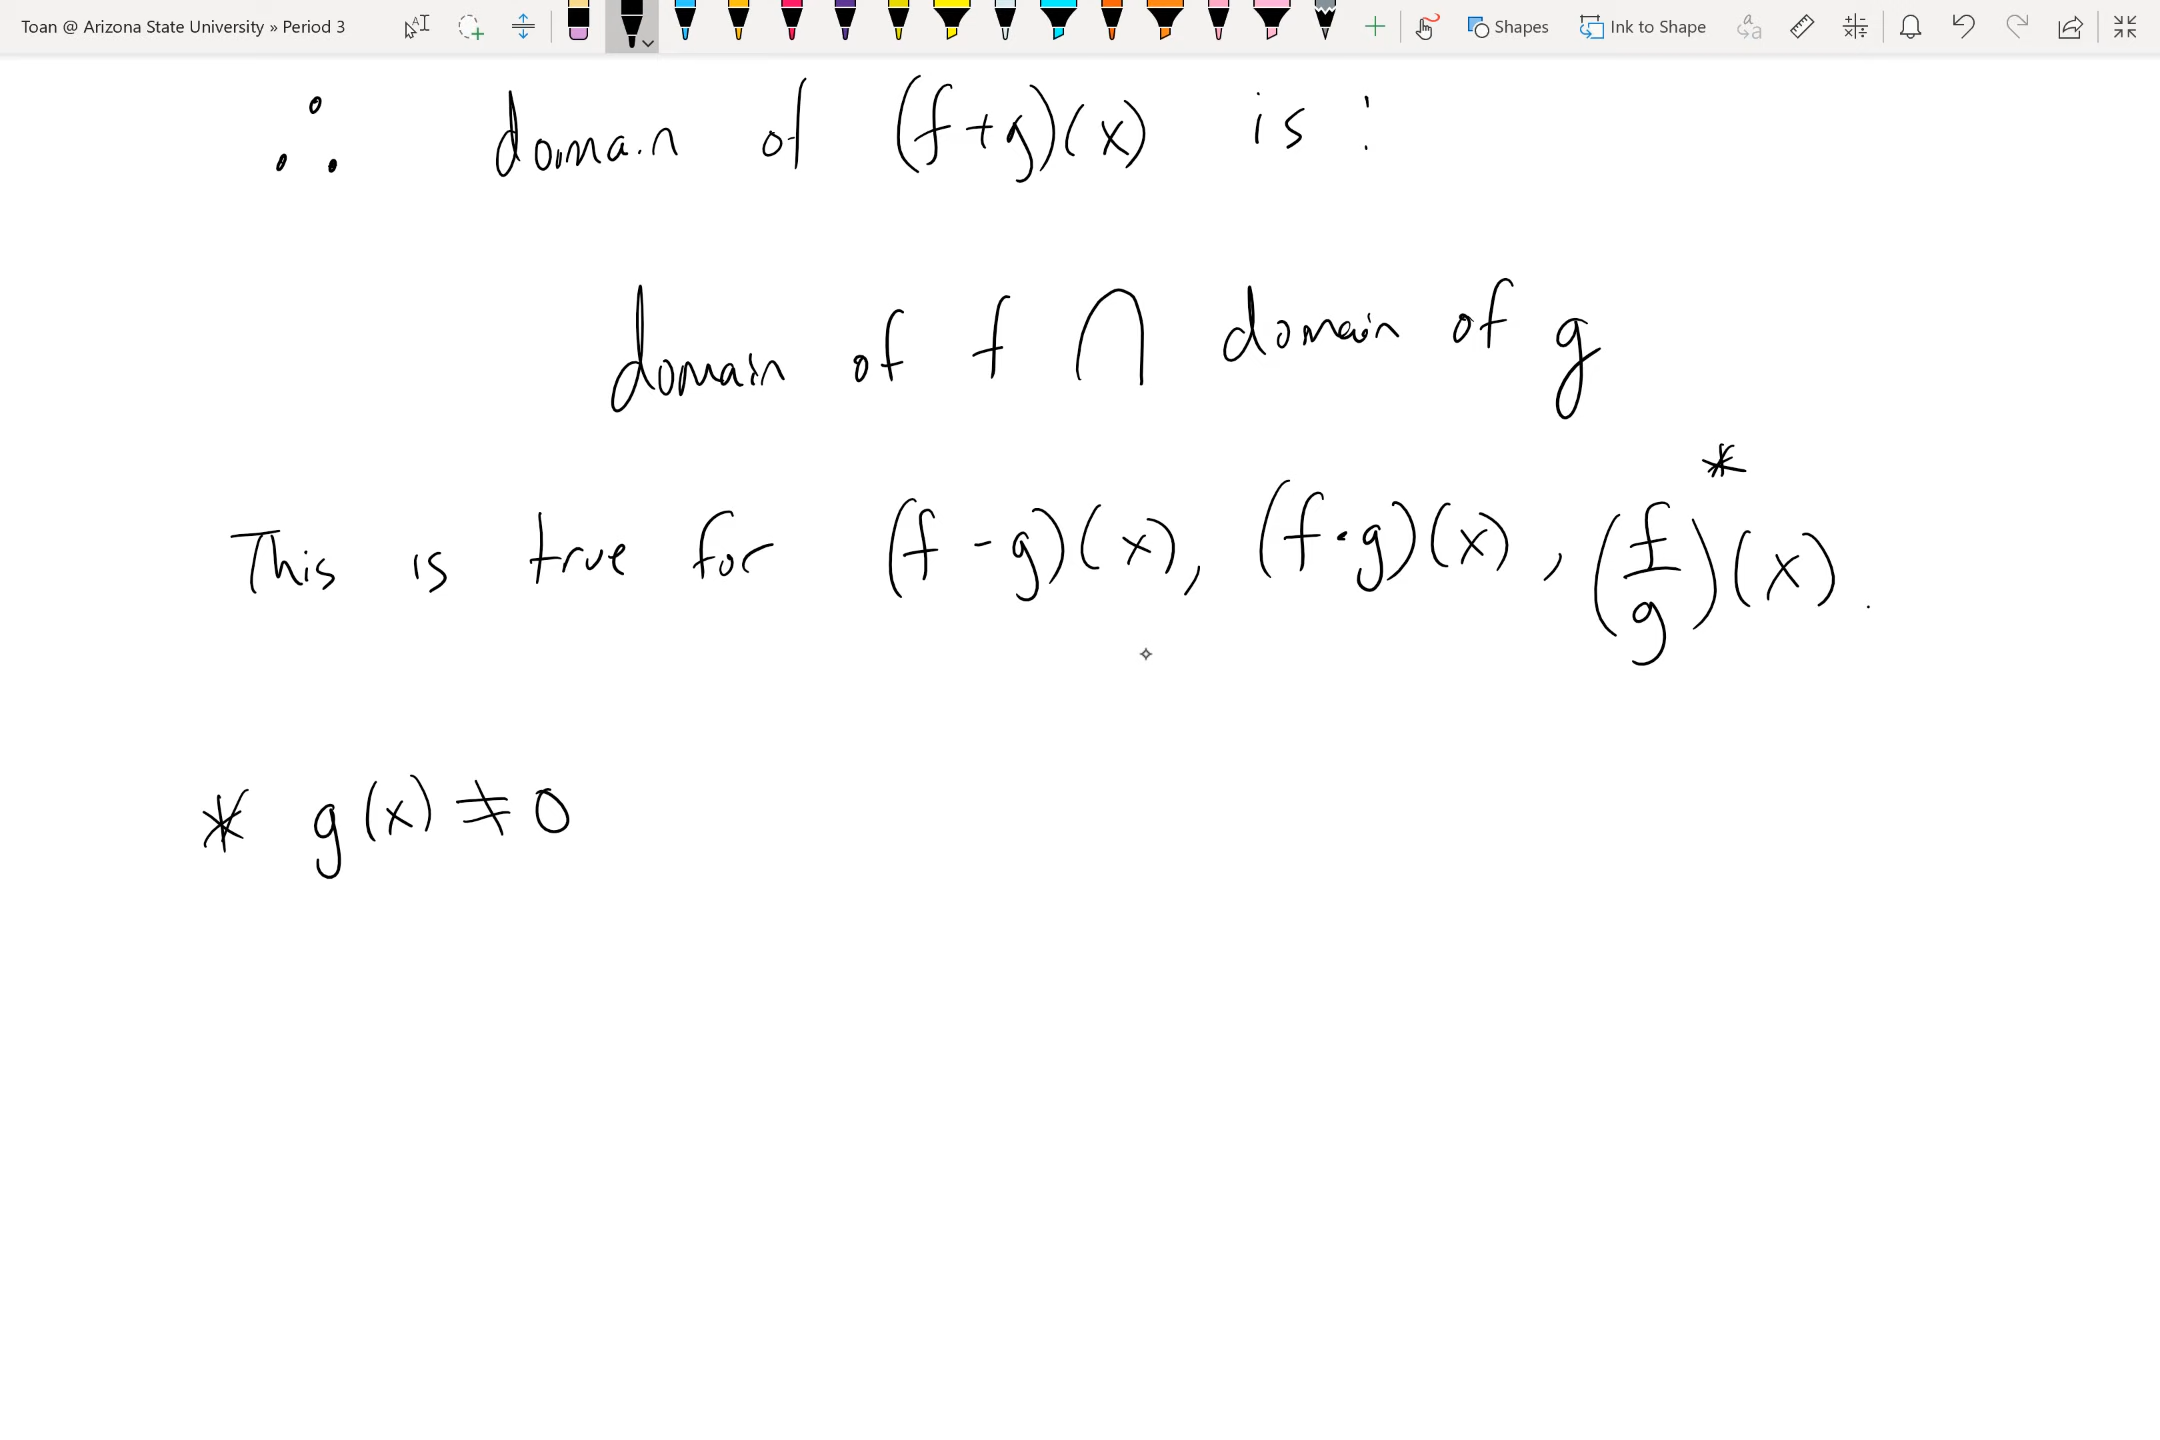 Toan @ Arizona State University » Period 3 Shapes Ink to Shape
∴ domain of (f+g)(x) is :
domain of f ∩ domain of g
This is true for (f - g)(x), (f · g)(x), (f/g)*(x).
* g(x) ≠ 0